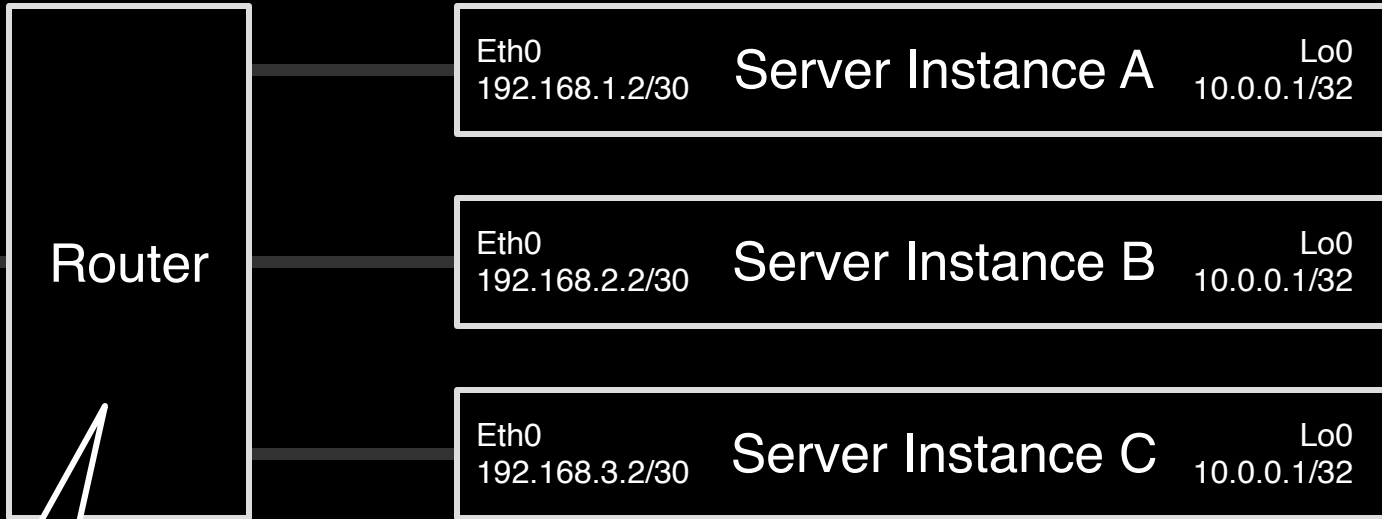 Router
Eth0
192.168.1.2/30
Server Instance A
Lo0
10.0.0.1/32
Eth0
192.168.2.2/30
Server Instance B
Lo0
10.0.0.1/32
Eth0
192.168.3.2/30
Server Instance C
Lo0
10.0.0.1/32